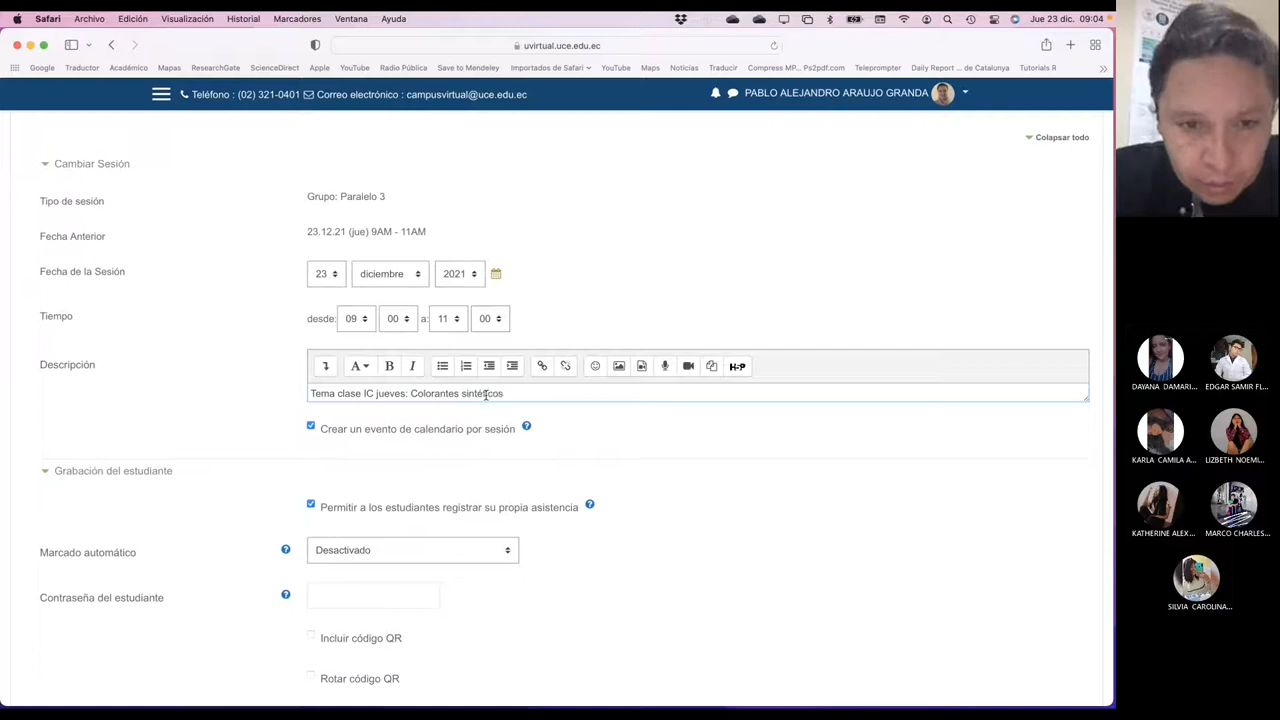 Safari Archivo Edición Visualización Historial Marcadores Ventana Ayuda Jue 23 dic. 09:04
uvirtual.uce.edu.ec
Google Traductor Académico Mapas ResearchGate ScienceDirect Apple YouTube Radio Pública Save to Mendeley Importados de Safari YouTube Maps Noticias Traducir Compress MP... Ps2pdf.com Teleprompter Daily Report ... de Catalunya Tutorials R
Teléfono : (02) 321-0401 Correo electrónico : campusvirtual@uce.edu.ec PABLO ALEJANDRO ARAUJO GRANDA
Colapsar todo
Cambiar Sesión
Tipo de sesión Grupo: Paralelo 3
Fecha Anterior 23.12.21 (jue) 9AM - 11AM
Fecha de la Sesión 23 diciembre 2021
Tiempo desde: 09 00 a: 11 00
Descripción
A B I H-P
Tema clase IC jueves: Colorantes sintéticos
Crear un evento de calendario por sesión
Grabación del estudiante
Permitir a los estudiantes registrar su propia asistencia
Marcado automático Desactivado
Contraseña del estudiante
Incluir código QR
Rotar código QR
DAYANA DAMARI... EDGAR SAMIR FL...
KARLA CAMILA A... LIZBETH NOEMI...
KATHERINE ALEX... MARCO CHARLES...
SILVIA CAROLINA...